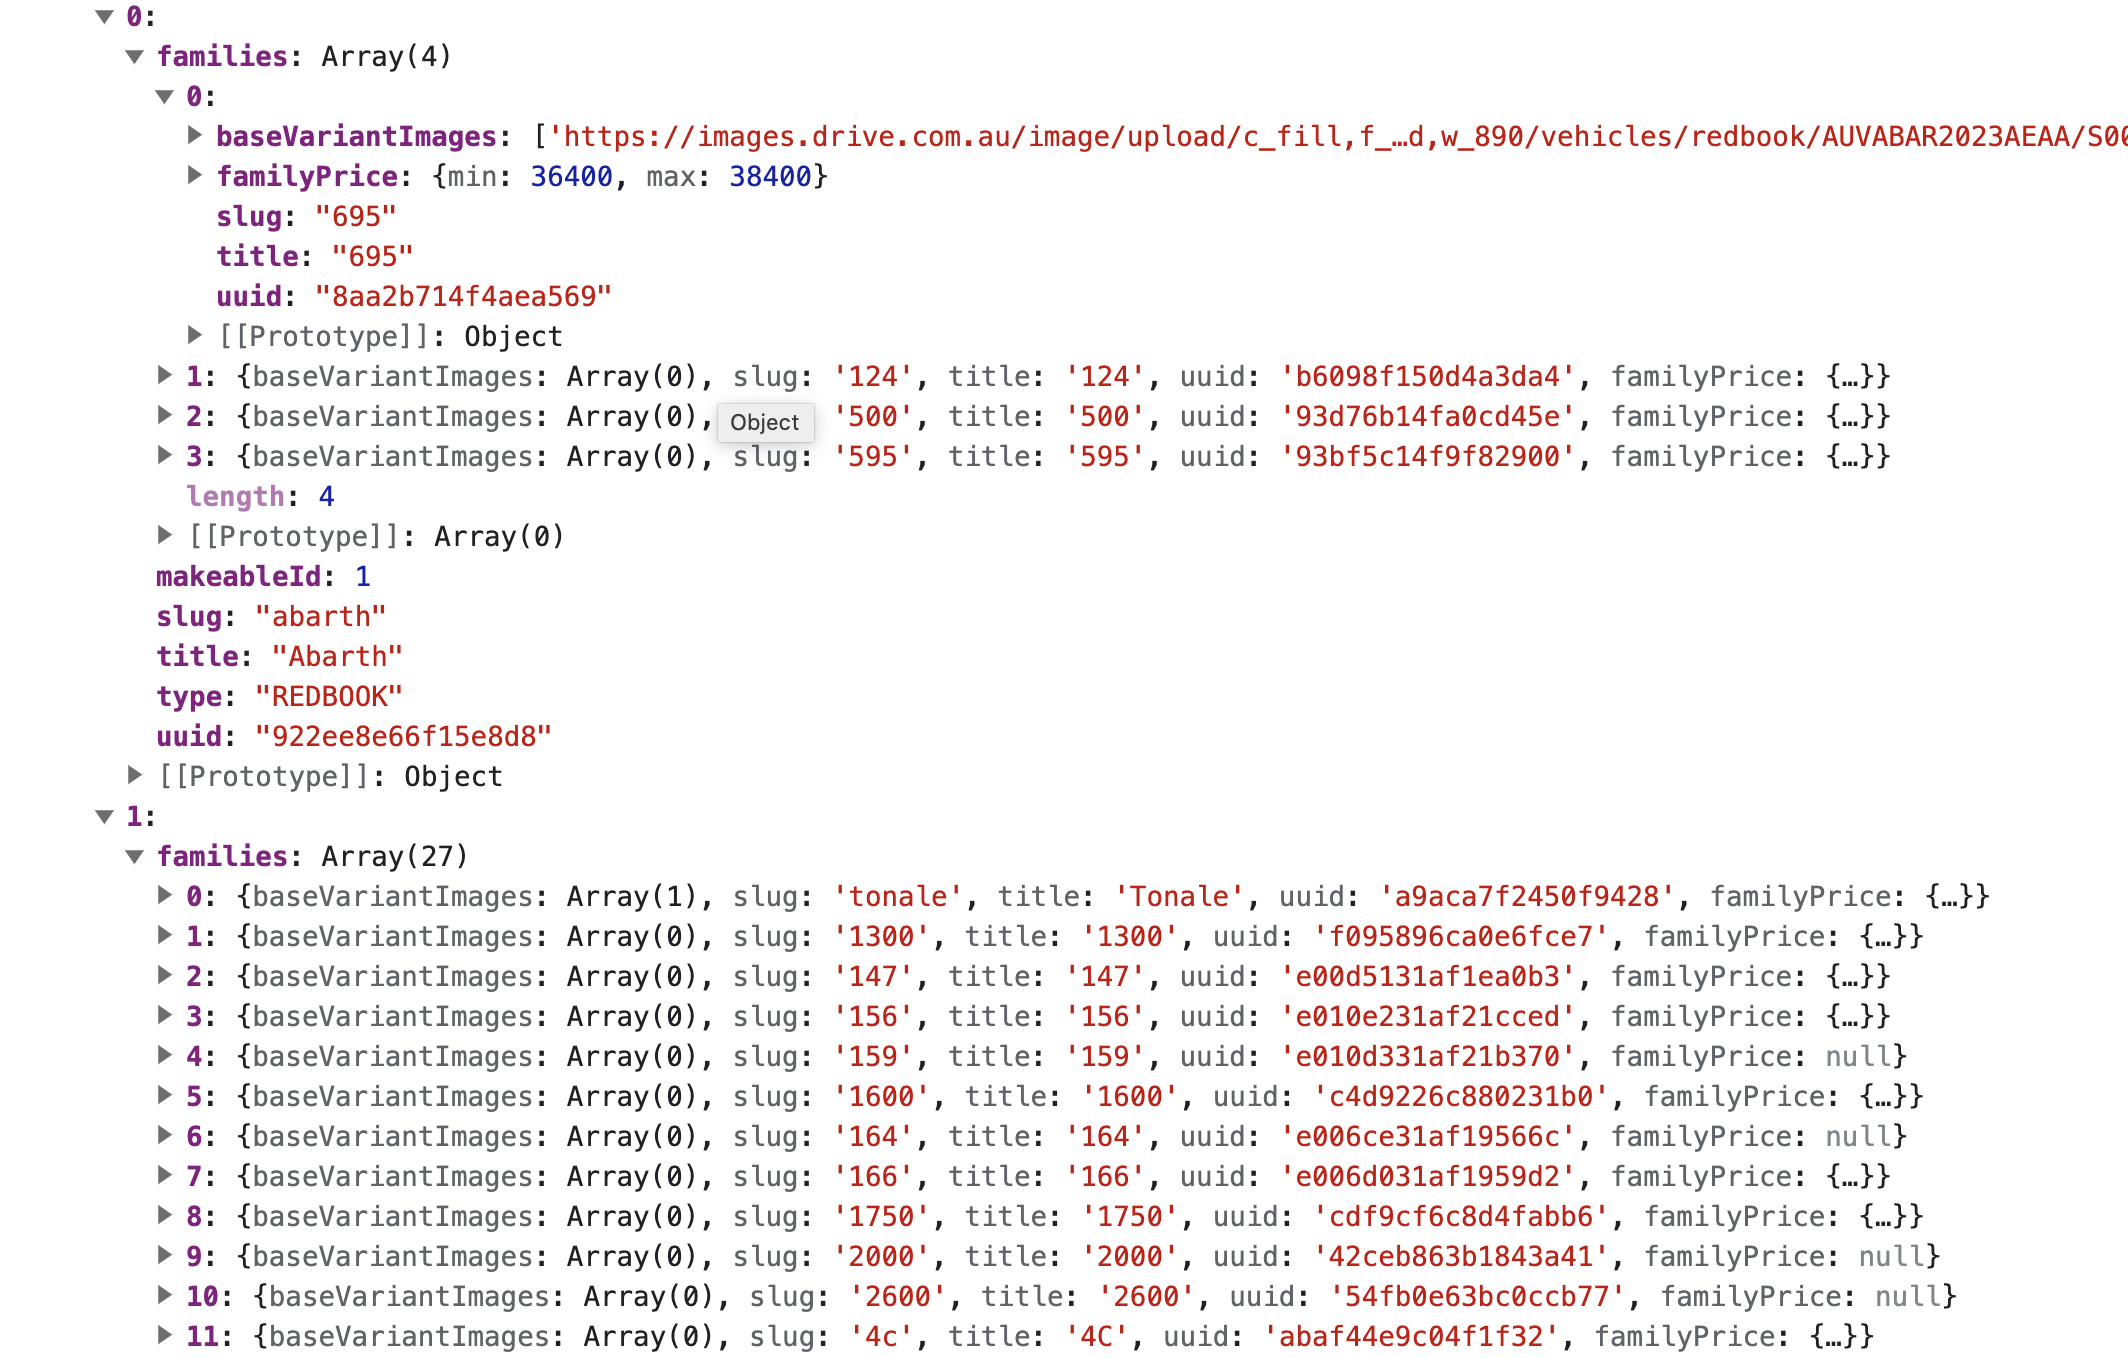 ▼ 0:
▼ families: Array(4)
▼ 0:
▶ baseVariantImages: ['https://images.drive.com.au/image/upload/c_fill,f_…d,w_890/vehicles/redbook/AUVABAR2023AEAA/S00
▶ familyPrice: {min: 36400, max: 38400}
slug: "695"
title: "695"
uuid: "8aa2b714f4aea569"
▶ [[Prototype]]: Object
▶ 1: {baseVariantImages: Array(0), slug: '124', title: '124', uuid: 'b6098f150d4a3da4', familyPrice: {…}}
▶ 2: {baseVariantImages: Array(0), Object '500', title: '500', uuid: '93d76b14fa0cd45e', familyPrice: {…}}
▶ 3: {baseVariantImages: Array(0), slug: '595', title: '595', uuid: '93bf5c14f9f82900', familyPrice: {…}}
length: 4
▶ [[Prototype]]: Array(0)
makeableId: 1
slug: "abarth"
title: "Abarth"
type: "REDBOOK"
uuid: "922ee8e66f15e8d8"
▶ [[Prototype]]: Object
▼ 1:
▼ families: Array(27)
▶ 0: {baseVariantImages: Array(1), slug: 'tonale', title: 'Tonale', uuid: 'a9aca7f2450f9428', familyPrice: {…}}
▶ 1: {baseVariantImages: Array(0), slug: '1300', title: '1300', uuid: 'f095896ca0e6fce7', familyPrice: {…}}
▶ 2: {baseVariantImages: Array(0), slug: '147', title: '147', uuid: 'e00d5131af1ea0b3', familyPrice: {…}}
▶ 3: {baseVariantImages: Array(0), slug: '156', title: '156', uuid: 'e010e231af21cced', familyPrice: {…}}
▶ 4: {baseVariantImages: Array(0), slug: '159', title: '159', uuid: 'e010d331af21b370', familyPrice: null}
▶ 5: {baseVariantImages: Array(0), slug: '1600', title: '1600', uuid: 'c4d9226c880231b0', familyPrice: {…}}
▶ 6: {baseVariantImages: Array(0), slug: '164', title: '164', uuid: 'e006ce31af19566c', familyPrice: null}
▶ 7: {baseVariantImages: Array(0), slug: '166', title: '166', uuid: 'e006d031af1959d2', familyPrice: {…}}
▶ 8: {baseVariantImages: Array(0), slug: '1750', title: '1750', uuid: 'cdf9cf6c8d4fabb6', familyPrice: {…}}
▶ 9: {baseVariantImages: Array(0), slug: '2000', title: '2000', uuid: '42ceb863b1843a41', familyPrice: null}
▶ 10: {baseVariantImages: Array(0), slug: '2600', title: '2600', uuid: '54fb0e63bc0ccb77', familyPrice: null}
▶ 11: {baseVariantImages: Array(0), slug: '4c', title: '4C', uuid: 'abaf44e9c04f1f32', familyPrice: {…}}